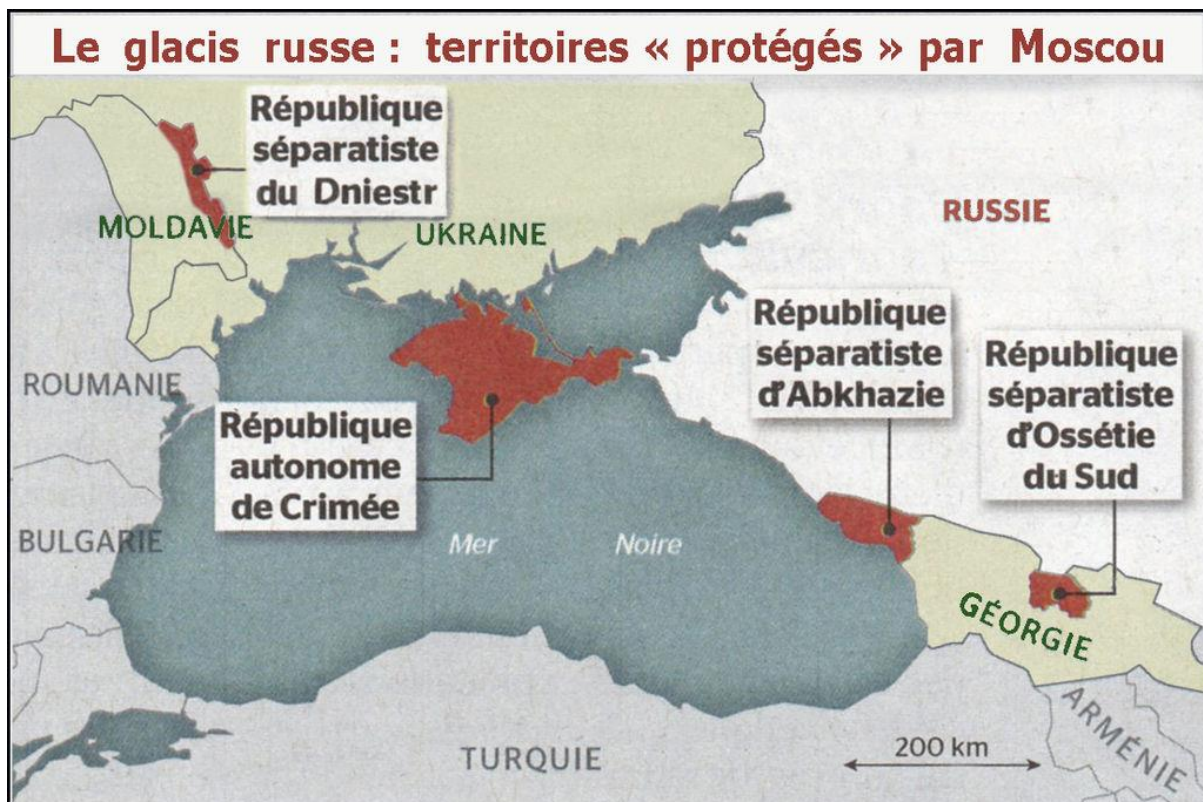 Le glacis russe : territoires « protégés » par Moscou
République
séparatiste
du Dniestr
MOLDAVIE
UKRAINE
RUSSIE
République
séparatiste
d'Abkhazie
République
séparatiste
d'Ossétie
du Sud
ROUMANIE
République
autonome
de Crimée
BULGARIE
Mer Noire
GÉORGIE
ARMÉNIE
TURQUIE
200 km